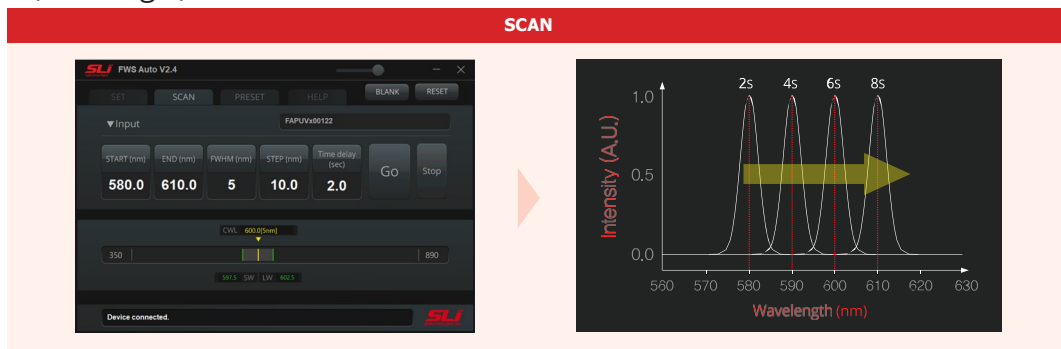 SCAN
SLi FWS Auto V2.4
SET SCAN PRESET HELP BLANK RESET
▼Input FAPUVx00122
START (nm) END (nm) FWHM (nm) STEP (nm) Time delay (sec) Go Stop
580.0 610.0 5 10.0 2.0
CWL 600.0[5nm]
350 890
597.5 SW LW 602.5
Device connected. SLi
2s 4s 6s 8s
1.0
0.5
0.0
Intensity (A.U.)
560 570 580 590 600 610 620 630
Wavelength (nm)